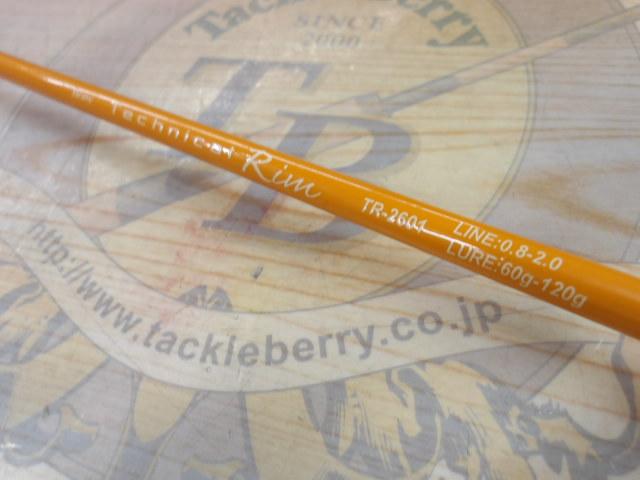 Tackleberry
SINCE
2000
TB
Technical Rim
TR-2601
LINE:0.8-2.0
LURE:60g-120g
http://www.tackleberry.co.jp